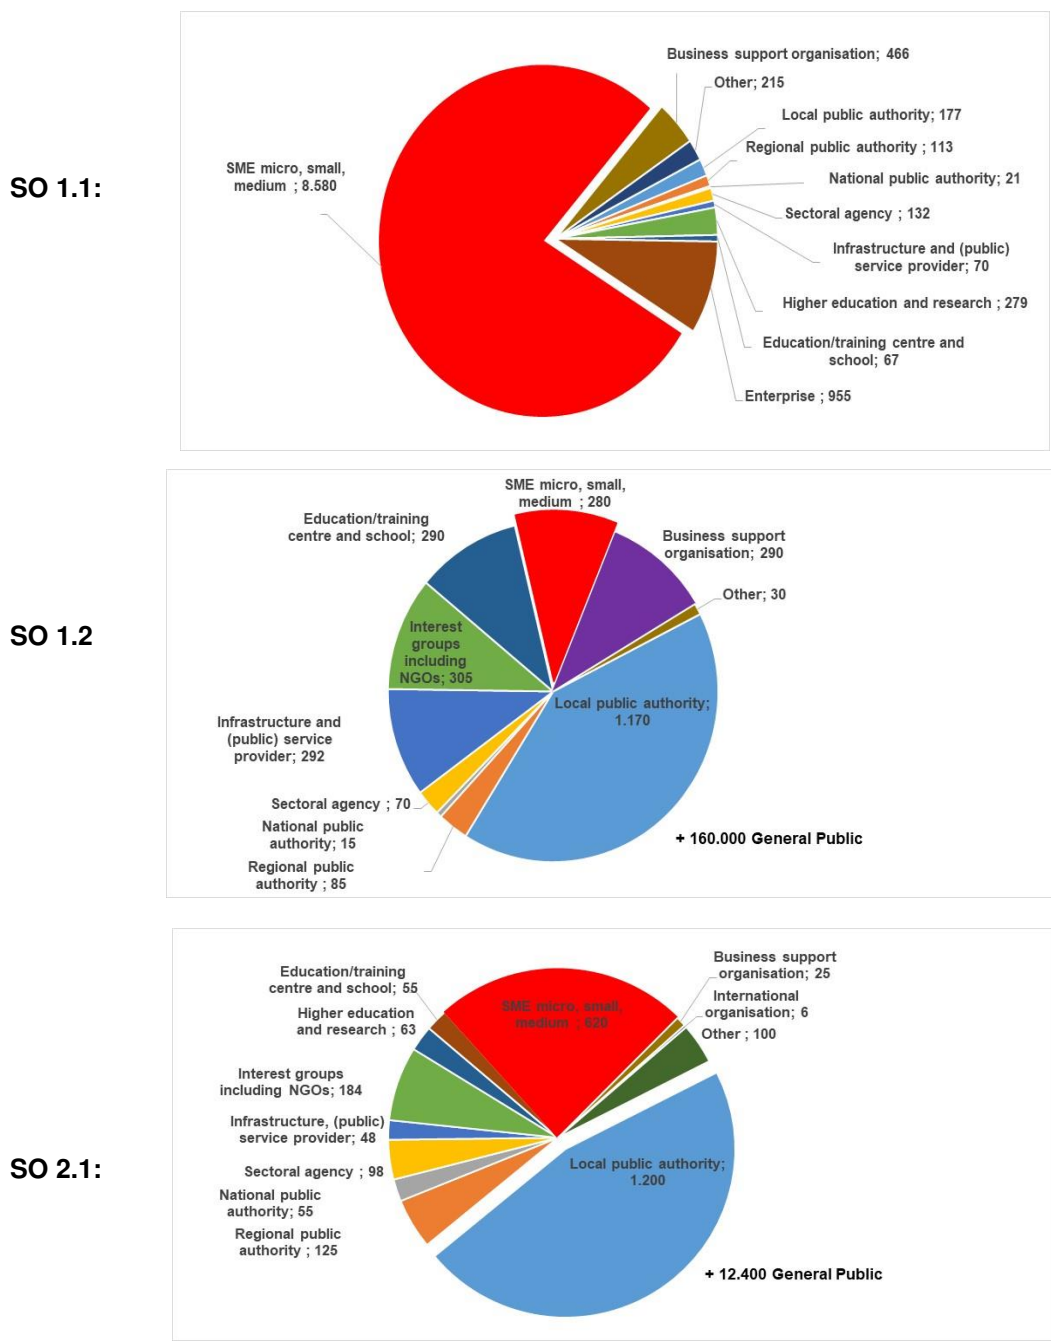 SO 1.1:
Business support organisation; 466
Other; 215
Local public authority; 177
Regional public authority ; 113
National public authority; 21
Sectoral agency ; 132
Infrastructure and (public)
service provider; 70
Higher education and research ; 279
Education/training centre and
school; 67
Enterprise ; 955
SME micro, small,
medium ; 8.580
SO 1.2
SME micro, small,
medium ; 280
Business support
organisation; 290
Other; 30
Local public authority;
1.170
+ 160.000 General Public
Regional public
authority ; 85
National public
authority; 15
Sectoral agency ; 70
Infrastructure and
(public) service
provider; 292
Interest
groups
including
NGOs; 305
Education/training
centre and school; 290
SO 2.1:
SME micro, small,
medium ; 620
Business support
organisation; 25
International
organisation; 6
Other ; 100
Local public authority;
1.200
+ 12.400 General Public
Regional public
authority ; 125
National public
authority; 55
Sectoral agency ; 98
Infrastructure, (public)
service provider; 48
Interest groups
including NGOs; 184
Higher education
and research ; 63
Education/training
centre and school; 55